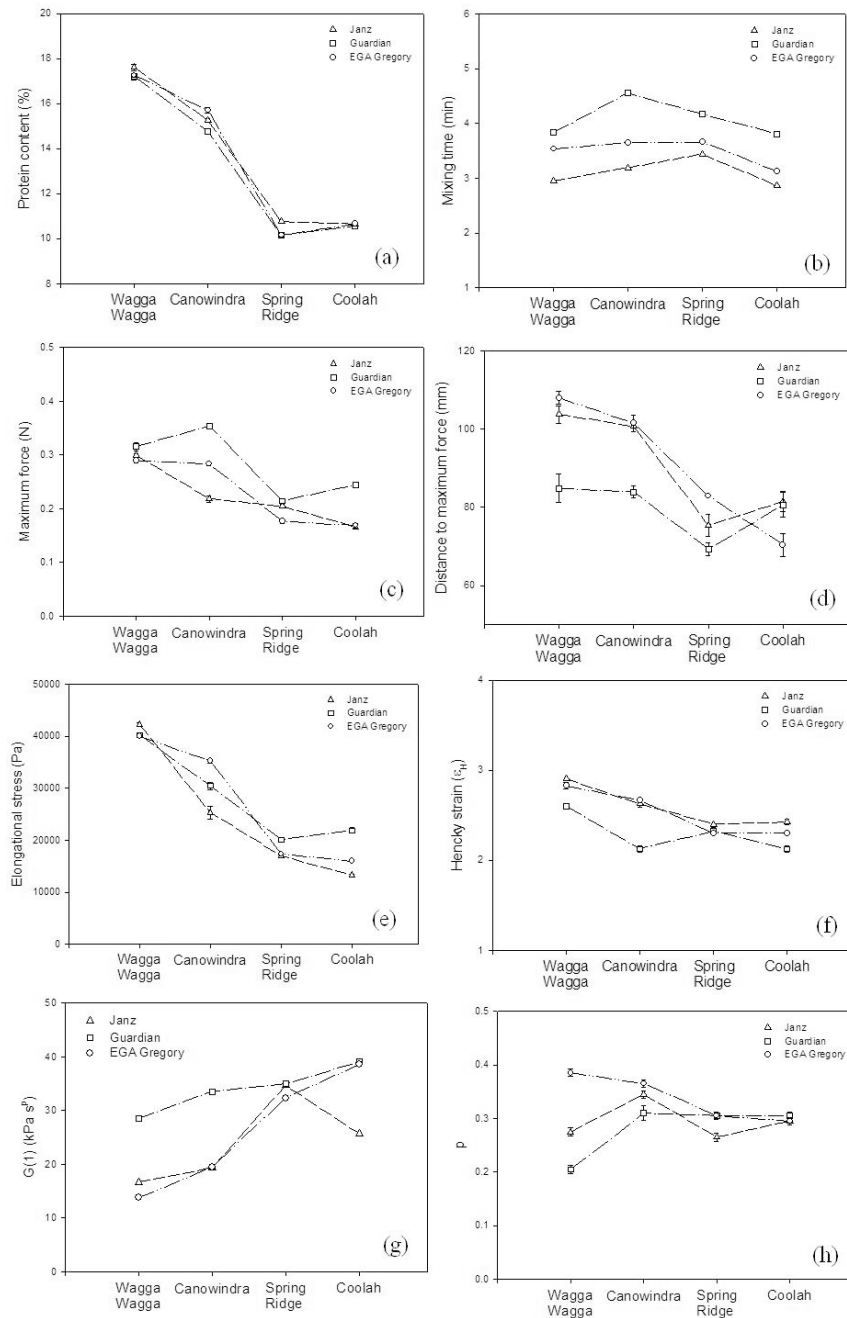 20
18
16
14
12
10
8
Protein content (%)
Janz
Guardian
EGA Gregory
(a)
Wagga
Wagga
Canowindra
Spring
Ridge
Coolah
6
5
4
3
2
1
Mixing time (min)
Janz
Guardian
EGA Gregory
(b)
Wagga
Wagga
Canowindra
Spring
Ridge
Coolah
0.5
0.4
0.3
0.2
0.1
0.0
Maximum force (N)
Janz
Guardian
EGA Gregory
(c)
Wagga
Wagga
Canowindra
Spring
Ridge
Coolah
120
100
80
60
Distance to maximum force (mm)
Janz
Guardian
EGA Gregory
(d)
Wagga
Wagga
Canowindra
Spring
Ridge
Coolah
50000
40000
30000
20000
10000
0
Elongational stress (Pa)
Janz
Guardian
EGA Gregory
(e)
Wagga
Wagga
Canowindra
Spring
Ridge
Coolah
4
3
2
1
Hencky strain (εH)
Janz
Guardian
EGA Gregory
(f)
Wagga
Wagga
Canowindra
Spring
Ridge
Coolah
50
40
30
20
10
0
G(1) (kPa sᵖ)
Janz
Guardian
EGA Gregory
(g)
Wagga
Wagga
Canowindra
Spring
Ridge
Coolah
0.5
0.4
0.3
0.2
0.1
0.0
p
Janz
Guardian
EGA Gregory
(h)
Wagga
Wagga
Canowindra
Spring
Ridge
Coolah